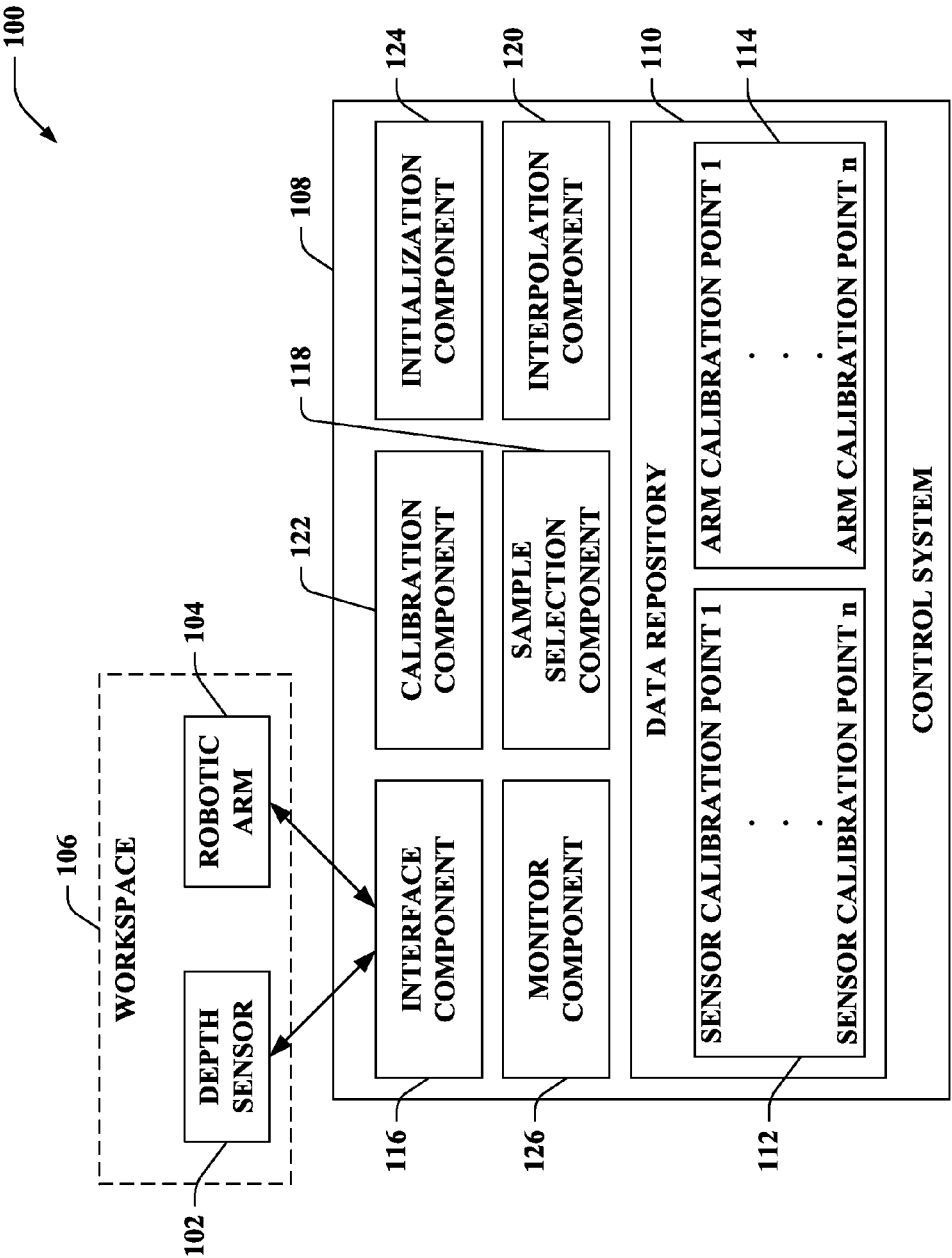 100
106
WORKSPACE
DEPTH
SENSOR
102
ROBOTIC
ARM
104
108
116
INTERFACE
COMPONENT
122
CALIBRATION
COMPONENT
INITIALIZATION
COMPONENT
124
126
MONITOR
COMPONENT
118
SAMPLE
SELECTION
COMPONENT
INTERPOLATION
COMPONENT
120
DATA REPOSITORY
110
112
SENSOR CALIBRATION POINT 1
. . .
SENSOR CALIBRATION POINT n
ARM CALIBRATION POINT 1
. . .
ARM CALIBRATION POINT n
114
CONTROL SYSTEM